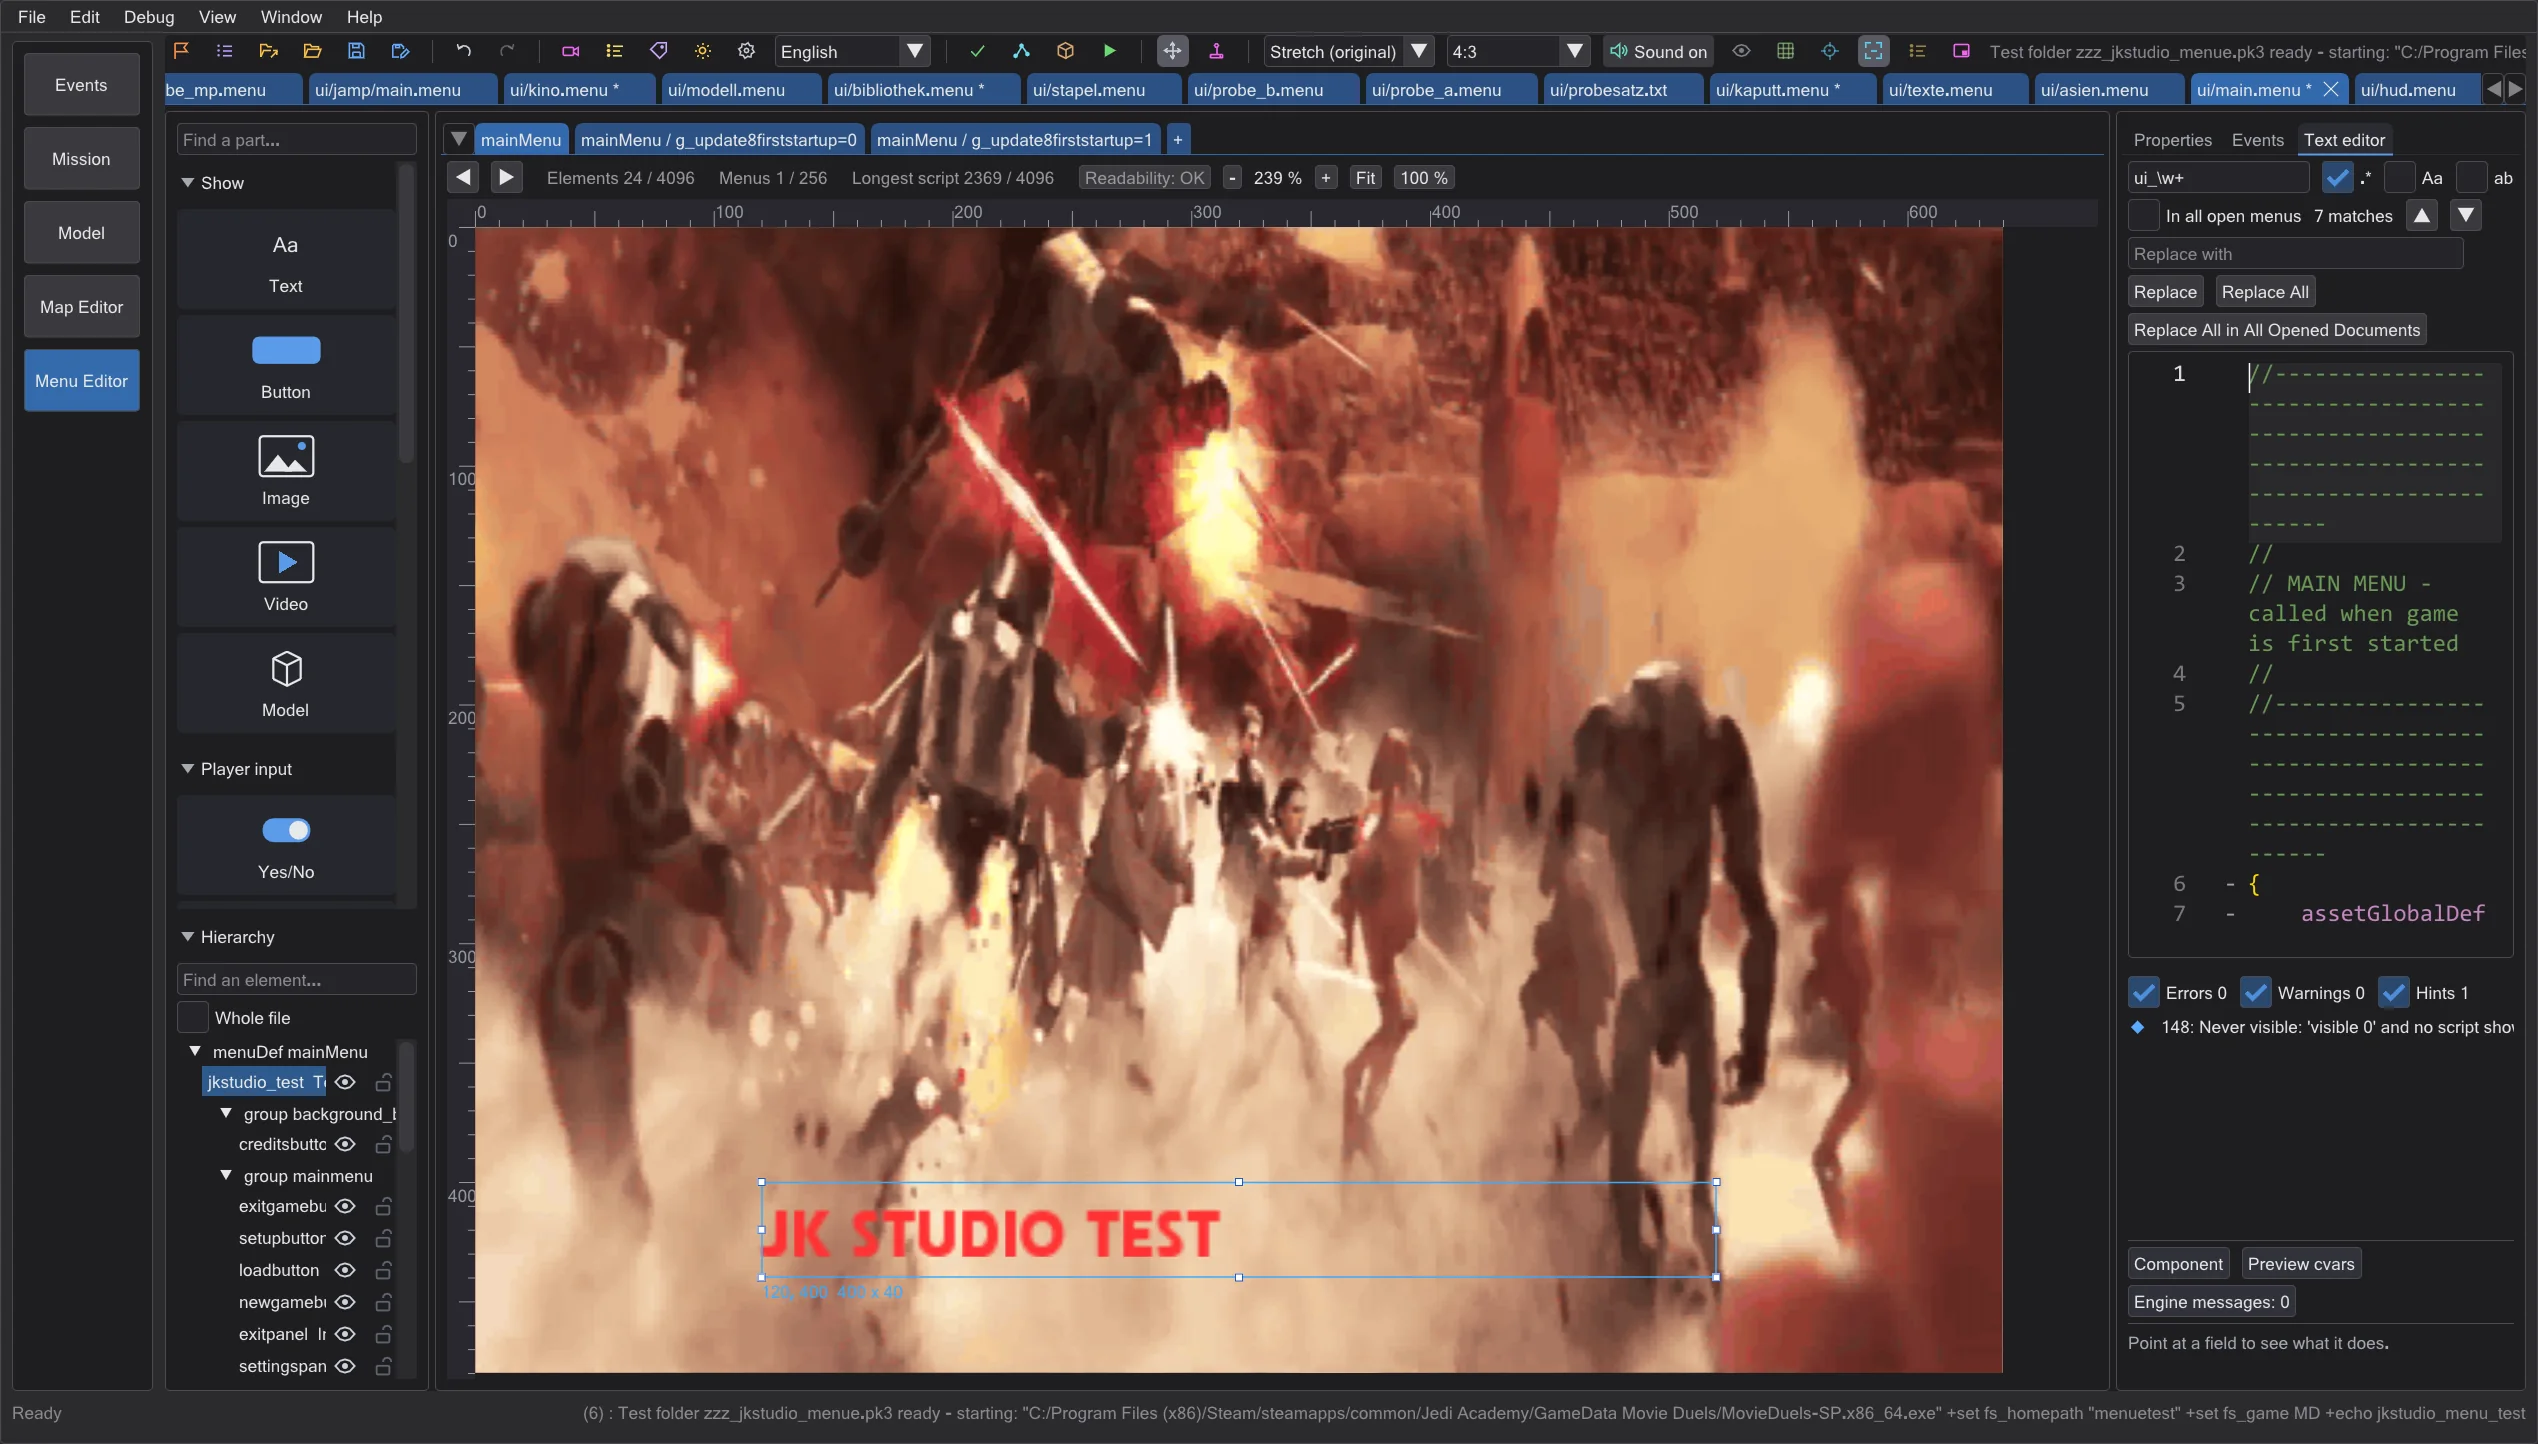 File Edit Debug View Window Help
English
Stretch (original)
4:3
Sound on
Test folder zzz_jkstudio_menue.pk3 ready - starting: "C:/Program Files
Events
Mission
Model
Map Editor
Menu Editor
be_mp.menu
ui/jamp/main.menu
ui/kino.menu *
ui/modell.menu
ui/bibliothek.menu *
ui/stapel.menu
ui/probe_b.menu
ui/probe_a.menu
ui/probesatz.txt
ui/kaputt.menu *
ui/texte.menu
ui/asien.menu
ui/main.menu *
ui/hud.menu
Find a part...
Show
Aa
Text
Button
Image
Video
Model
Player input
Yes/No
Hierarchy
Find an element...
Whole file
menuDef mainMenu
jkstudio_test
group background_
creditsbutto
group mainmenu
exitgamebu
setupbutton
loadbutton
newgamebu
exitpanel
settingspan
mainMenu
mainMenu / g_update8firststartup=0
mainMenu / g_update8firststartup=1
+
Elements 24 / 4096 Menus 1 / 256 Longest script 2369 / 4096
Readability: OK
- 239 % + Fit 100 %
0 100 200 300 400 500 600
0
100
200
300
400
JK STUDIO TEST
120, 400 400 x 40
Properties Events Text editor
ui_\w+
.* Aa ab
In all open menus 7 matches
Replace with
Replace Replace All
Replace All in All Opened Documents
1 //----------------
------------------
------------------
------------------
------------------
------
2 //
3 // MAIN MENU -
called when game
is first started
4 //
5 //----------------
------------------
------------------
------------------
------------------
------
6 - {
7 - assetGlobalDef
Errors 0 Warnings 0 Hints 1
148: Never visible: 'visible 0' and no script sho
Component Preview cvars
Engine messages: 0
Point at a field to see what it does.
Ready
(6) : Test folder zzz_jkstudio_menue.pk3 ready - starting: "C:/Program Files (x86)/Steam/steamapps/common/Jedi Academy/GameData Movie Duels/MovieDuels-SP.x86_64.exe" +set fs_homepath "menuetest" +set fs_game MD +echo jkstudio_menu_test